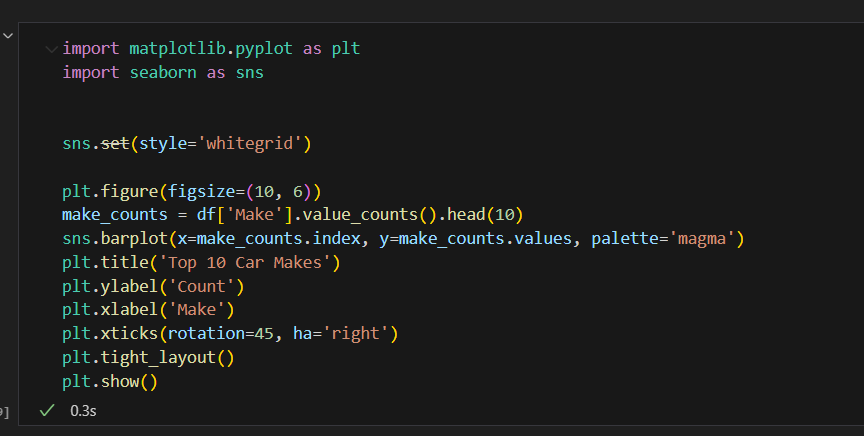 import matplotlib.pyplot as plt
import seaborn as sns
sns.set(style='whitegrid')
plt.figure(figsize=(10, 6))
make_counts = df['Make'].value_counts().head(10)
sns.barplot(x=make_counts.index, y=make_counts.values, palette='magma')
plt.title('Top 10 Car Makes')
plt.ylabel('Count')
plt.xlabel('Make')
plt.xticks(rotation=45, ha='right')
plt.tight_layout()
plt.show()
] 0.3s